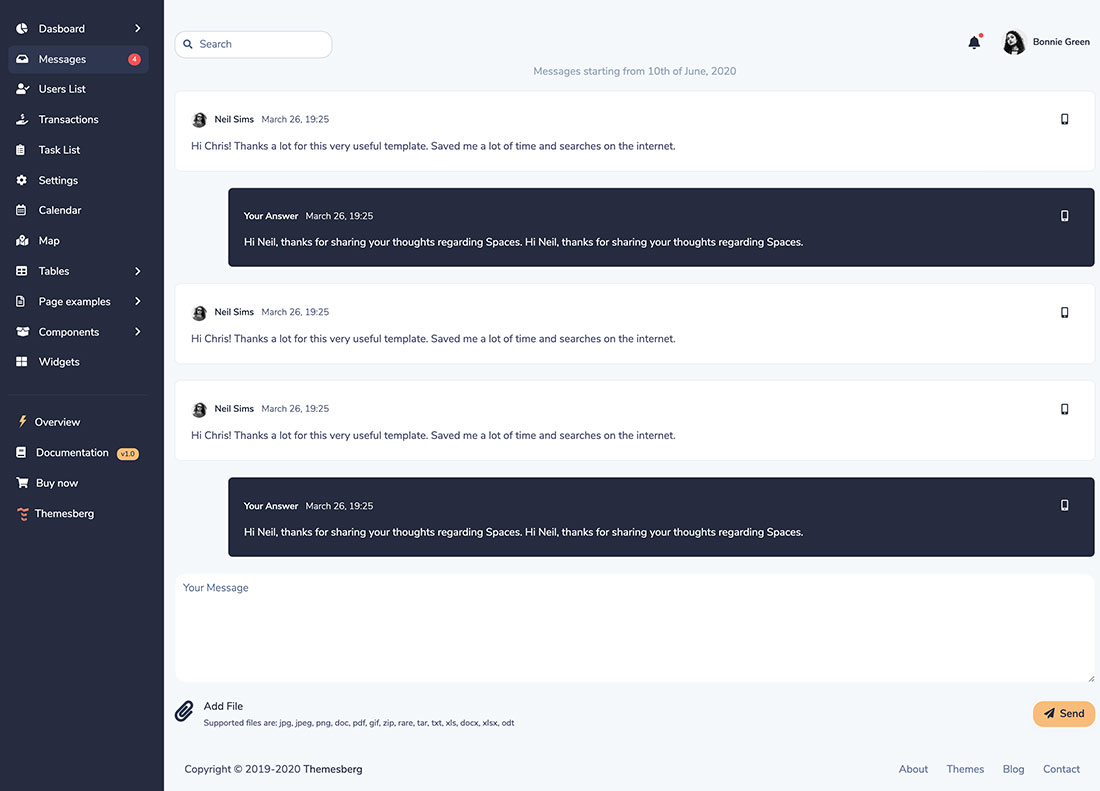 Dasboard
Messages 4
Users List
Transactions
Task List
Settings
Calendar
Map
Tables
Page examples
Components
Widgets
Overview
Documentation v1.0
Buy now
Themesberg
Search
Bonnie Green
Messages starting from 10th of June, 2020
Neil Sims March 26, 19:25
Hi Chris! Thanks a lot for this very useful template. Saved me a lot of time and searches on the internet.
Your Answer March 26, 19:25
Hi Neil, thanks for sharing your thoughts regarding Spaces. Hi Neil, thanks for sharing your thoughts regarding Spaces.
Neil Sims March 26, 19:25
Hi Chris! Thanks a lot for this very useful template. Saved me a lot of time and searches on the internet.
Neil Sims March 26, 19:25
Hi Chris! Thanks a lot for this very useful template. Saved me a lot of time and searches on the internet.
Your Answer March 26, 19:25
Hi Neil, thanks for sharing your thoughts regarding Spaces. Hi Neil, thanks for sharing your thoughts regarding Spaces.
Your Message
Add File
Supported files are: jpg, jpeg, png, doc, pdf, gif, zip, rare, tar, txt, xls, docx, xlsx, odt
Send
Copyright © 2019-2020 Themesberg
About Themes Blog Contact